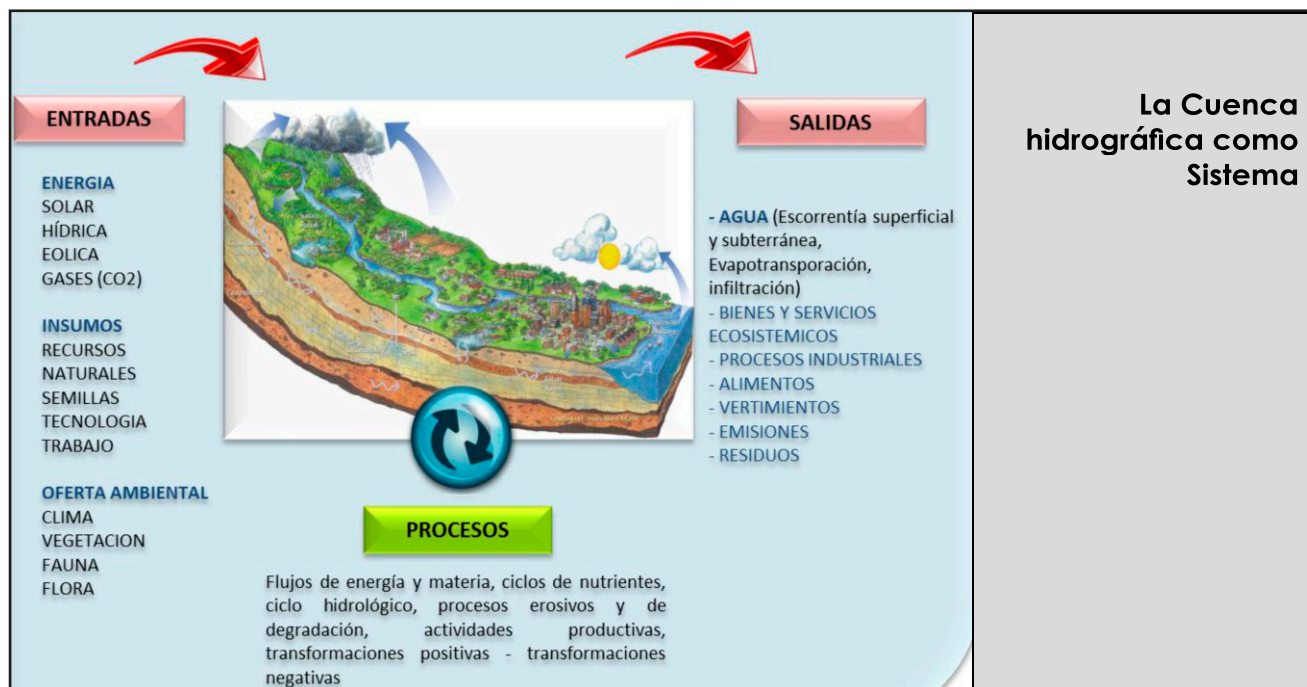 ENTRADAS
ENERGIA
SOLAR
HÍDRICA
EOLICA
GASES (CO2)
INSUMOS
RECURSOS
NATURALES
SEMILLAS
TECNOLOGIA
TRABAJO
OFERTA AMBIENTAL
CLIMA
VEGETACION
FAUNA
FLORA
PROCESOS
Flujos de energía y materia, ciclos de nutrientes,
ciclo hidrológico, procesos erosivos y de
degradación, actividades productivas,
transformaciones positivas - transformaciones
negativas
SALIDAS
- AGUA (Escorrentía superficial
y subterránea,
Evapotransporación,
infiltración)
- BIENES Y SERVICIOS
ECOSISTEMICOS
- PROCESOS INDUSTRIALES
- ALIMENTOS
- VERTIMIENTOS
- EMISIONES
- RESIDUOS
La Cuenca
hidrográfica como
Sistema